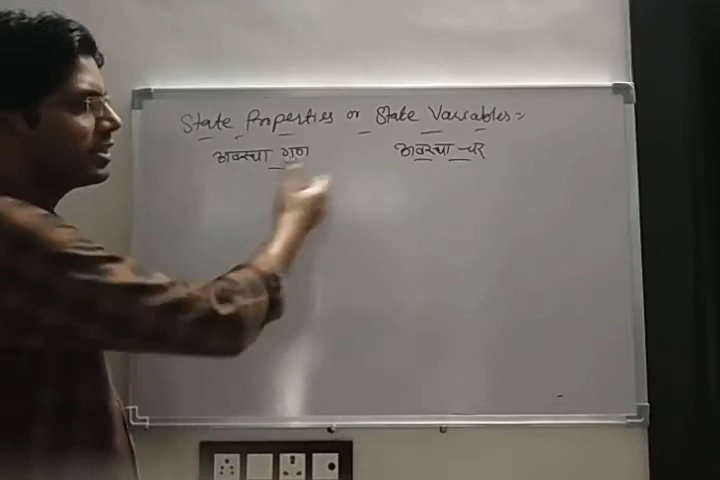 State Properties or State Variables :-
अवस्था गुण अवस्था चर